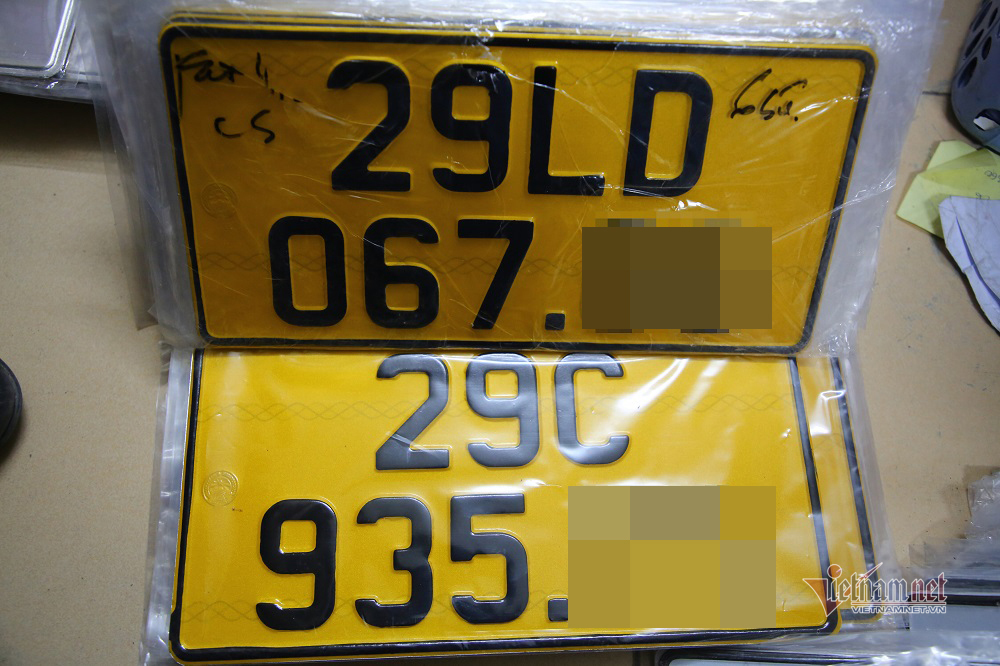 29LD
067.
29C
935.
Vietnamnet
VIETNAMNET.VN